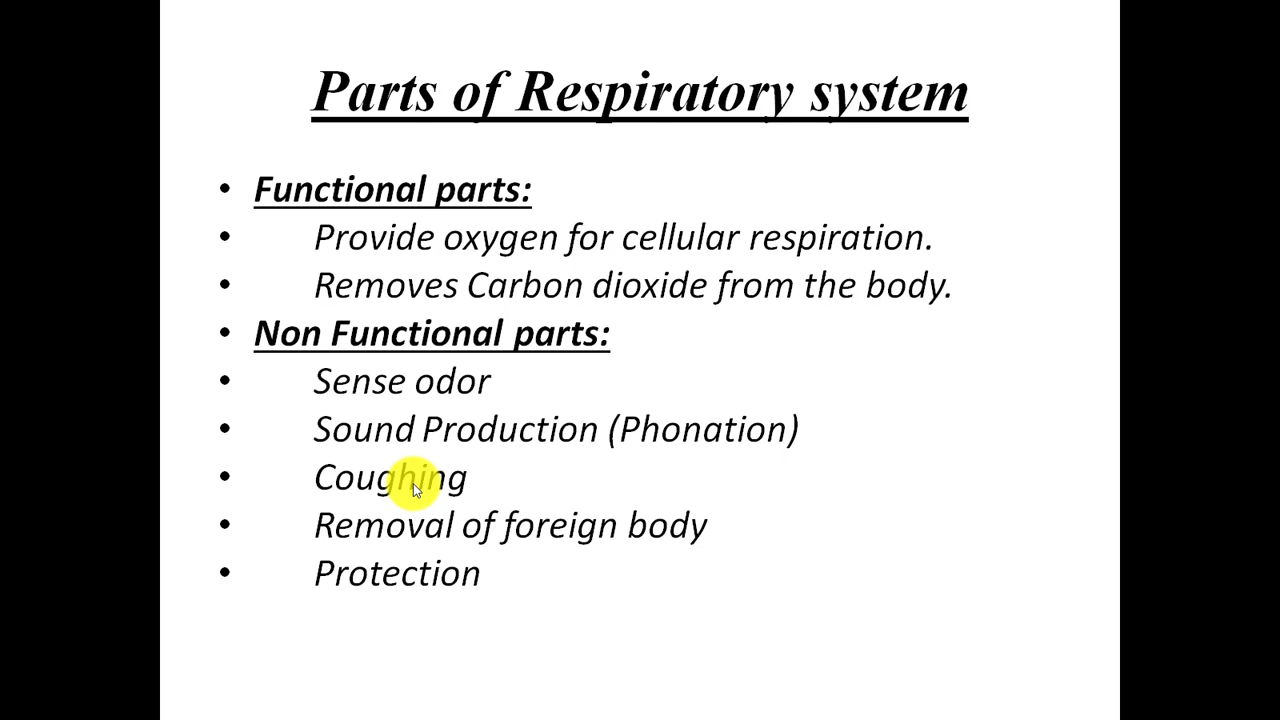 Parts of Respiratory system
• Functional parts:
• Provide oxygen for cellular respiration.
• Removes Carbon dioxide from the body.
• Non Functional parts:
• Sense odor
• Sound Production (Phonation)
• Coughing
• Removal of foreign body
• Protection